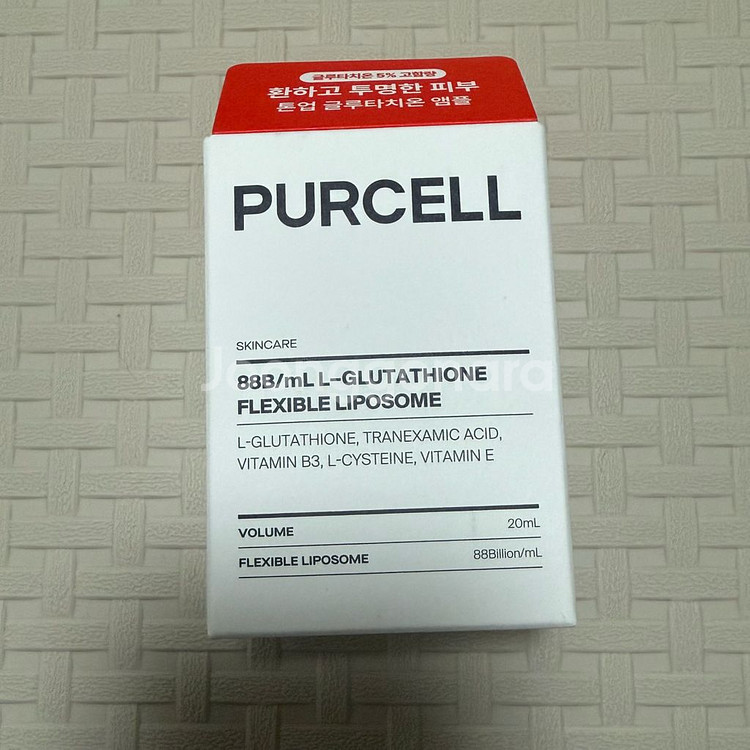 글루타치온 5% 고함량
환하고 투명한 피부
톤업 글루타치온 앰플
PURCELL
SKINCARE
88B/mL L-GLUTATHIONE
FLEXIBLE LIPOSOME
L-GLUTATHIONE, TRANEXAMIC ACID,
VITAMIN B3, L-CYSTEINE, VITAMIN E
VOLUME 20mL
FLEXIBLE LIPOSOME 88Billion/mL
Joonggonara